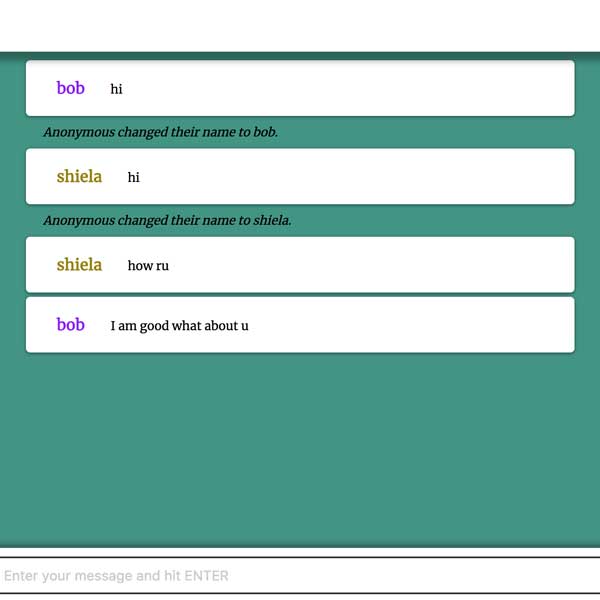 bob hi
Anonymous changed their name to bob.
shiela hi
Anonymous changed their name to shiela.
shiela how ru
bob I am good what about u
Enter your message and hit ENTER